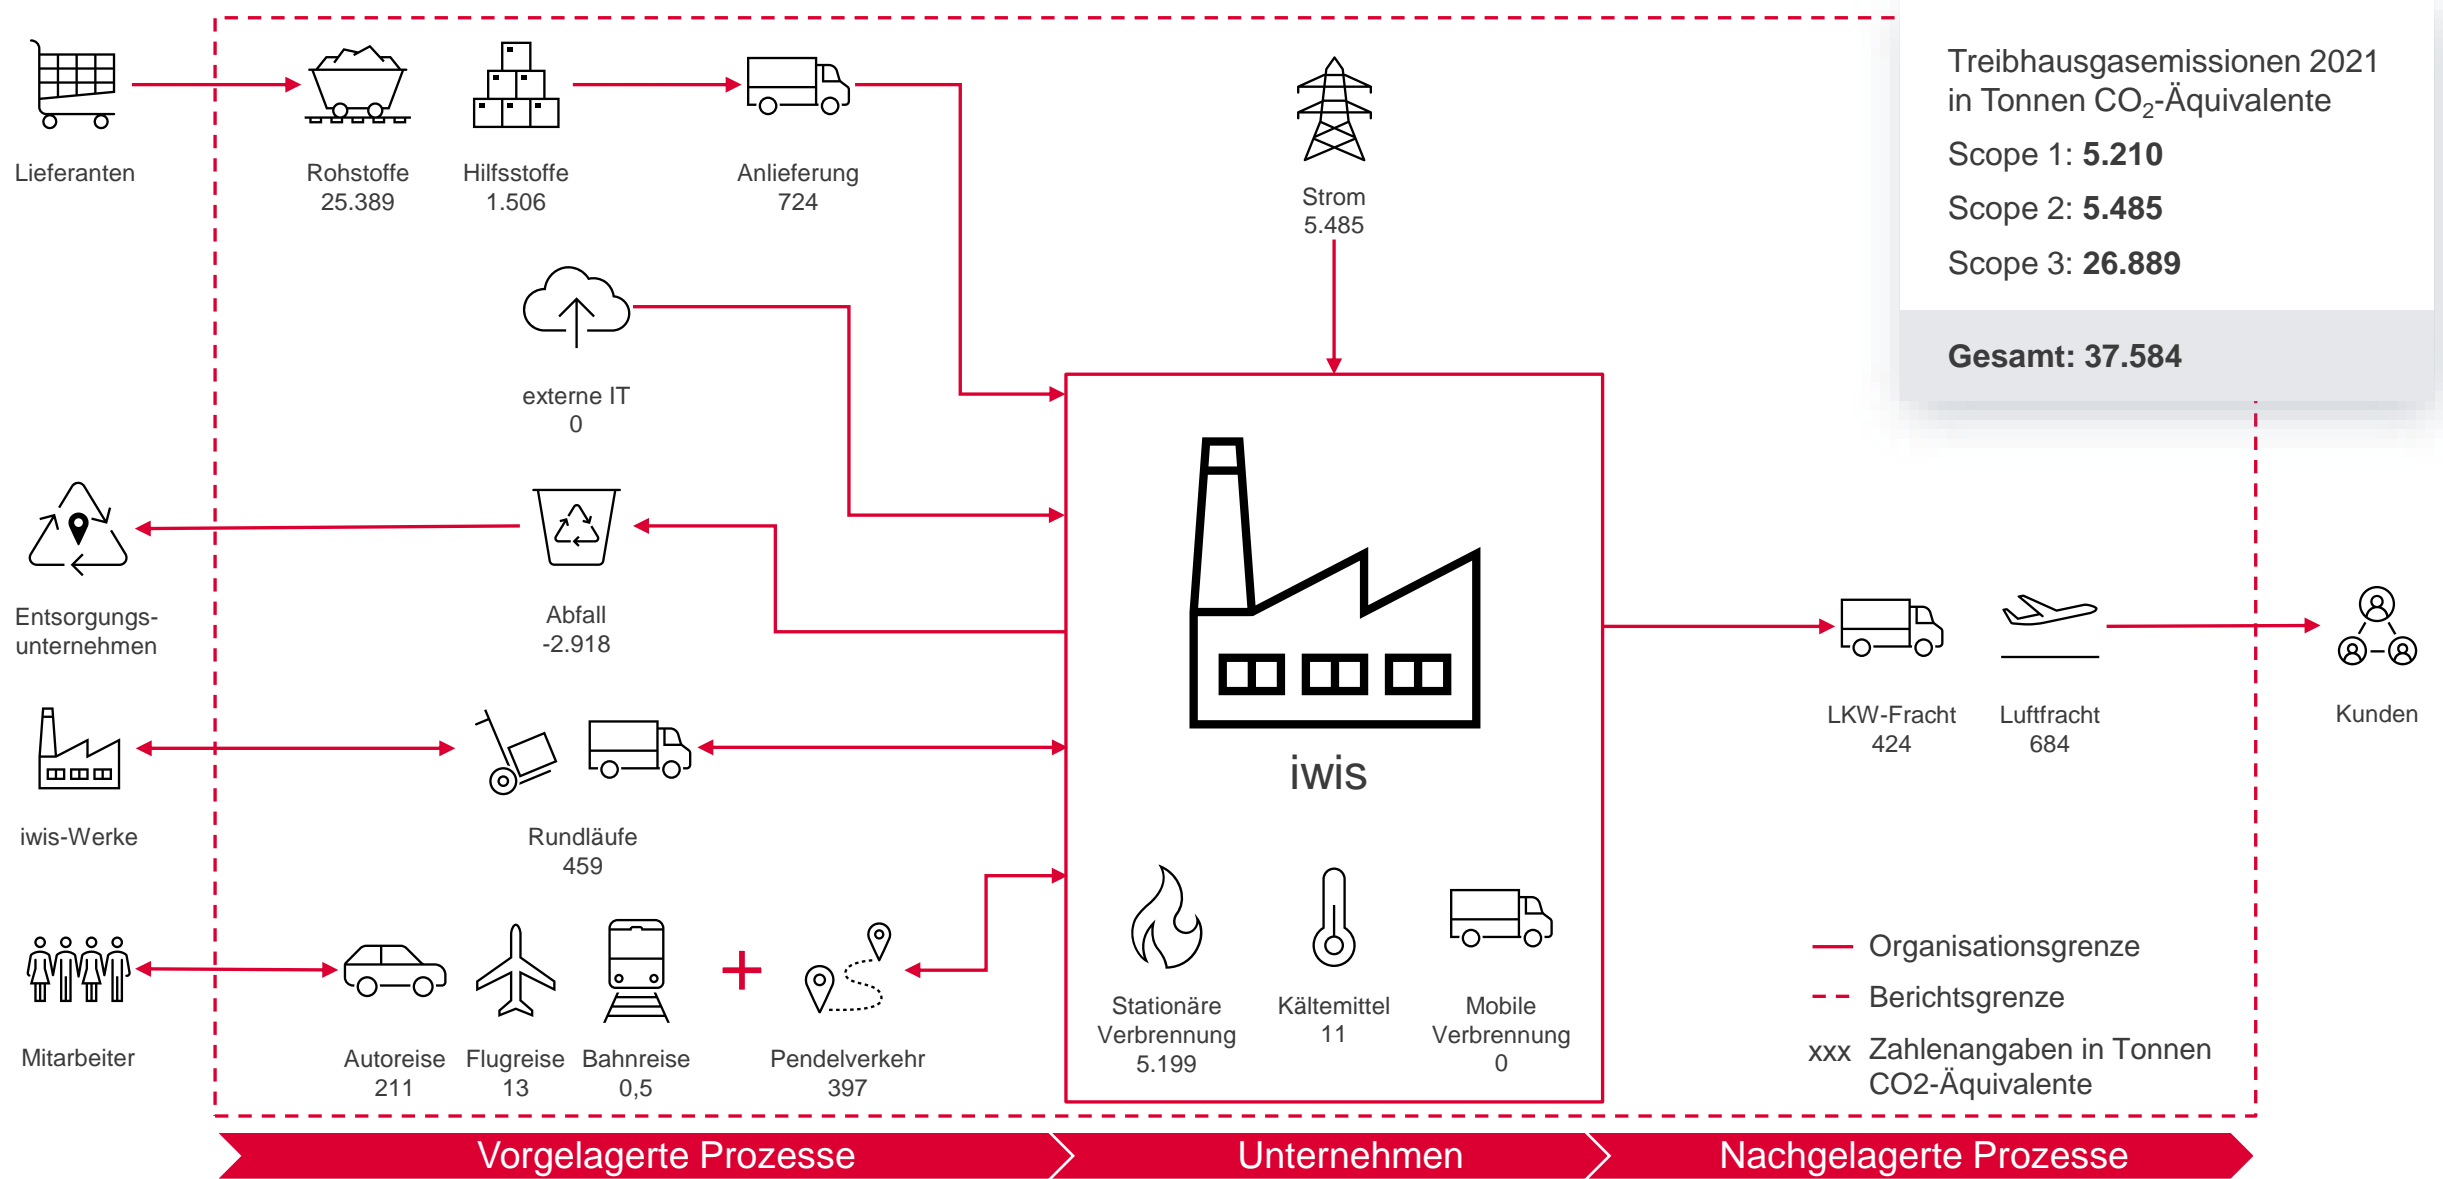 Treibhausgasemissionen 2021
in Tonnen CO₂-Äquivalente
Scope 1: 5.210
Scope 2: 5.485
Scope 3: 26.889
Gesamt: 37.584
Lieferanten
Rohstoffe
25.389
Hilfsstoffe
1.506
Anlieferung
724
Strom
5.485
externe IT
0
Entsorgungs-
unternehmen
Abfall
-2.918
iwis-Werke
Rundläufe
459
Mitarbeiter
Autoreise
211
Flugreise
13
Bahnreise
0,5
Pendelverkehr
397
iwis
Stationäre
Verbrennung
5.199
Kältemittel
11
Mobile
Verbrennung
0
LKW-Fracht
424
Luftfracht
684
Kunden
Organisationsgrenze
Berichtsgrenze
xxx Zahlenangaben in Tonnen
CO2-Äquivalente
Vorgelagerte Prozesse
Unternehmen
Nachgelagerte Prozesse